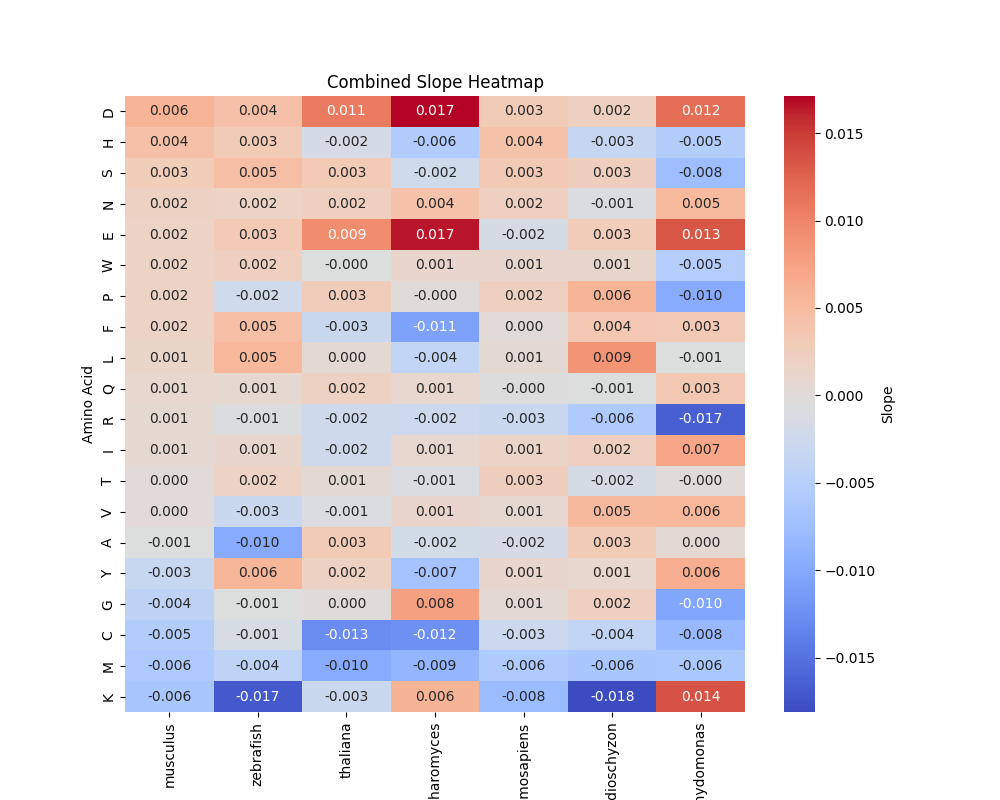 Combined Slope Heatmap
D 0.006 0.004 0.011 0.017 0.003 0.002 0.012
H 0.004 0.003 -0.002 -0.006 0.004 -0.003 -0.005
S 0.003 0.005 0.003 -0.002 0.003 0.003 -0.008
N 0.002 0.002 0.002 0.004 0.002 -0.001 0.005
E 0.002 0.003 0.009 0.017 -0.002 0.003 0.013
W 0.002 0.002 -0.000 0.001 0.001 0.001 -0.005
P 0.002 -0.002 0.003 -0.000 0.002 0.006 -0.010
F 0.002 0.005 -0.003 -0.011 0.000 0.004 0.003
L 0.001 0.005 0.000 -0.004 0.001 0.009 -0.001
Q 0.001 0.001 0.002 0.001 -0.000 -0.001 0.003
R 0.001 -0.001 -0.002 -0.002 -0.003 -0.006 -0.017
I 0.001 0.001 -0.002 0.001 0.001 0.002 0.007
T 0.000 0.002 0.001 -0.001 0.003 -0.002 -0.000
V 0.000 -0.003 -0.001 0.001 0.001 0.005 0.006
A -0.001 -0.010 0.003 -0.002 -0.002 0.003 0.000
Y -0.003 0.006 0.002 -0.007 0.001 0.001 0.006
G -0.004 -0.001 0.000 0.008 0.001 0.002 -0.010
C -0.005 -0.001 -0.013 -0.012 -0.003 -0.004 -0.008
M -0.006 -0.004 -0.010 -0.009 -0.006 -0.006 -0.006
K -0.006 -0.017 -0.003 0.006 -0.008 -0.018 0.014
Amino Acid
musculus
zebrafish
thaliana
haromyces
mosapiens
dioschyzon
ydomonas
0.015
0.010
0.005
0.000
−0.005
−0.010
−0.015
Slope